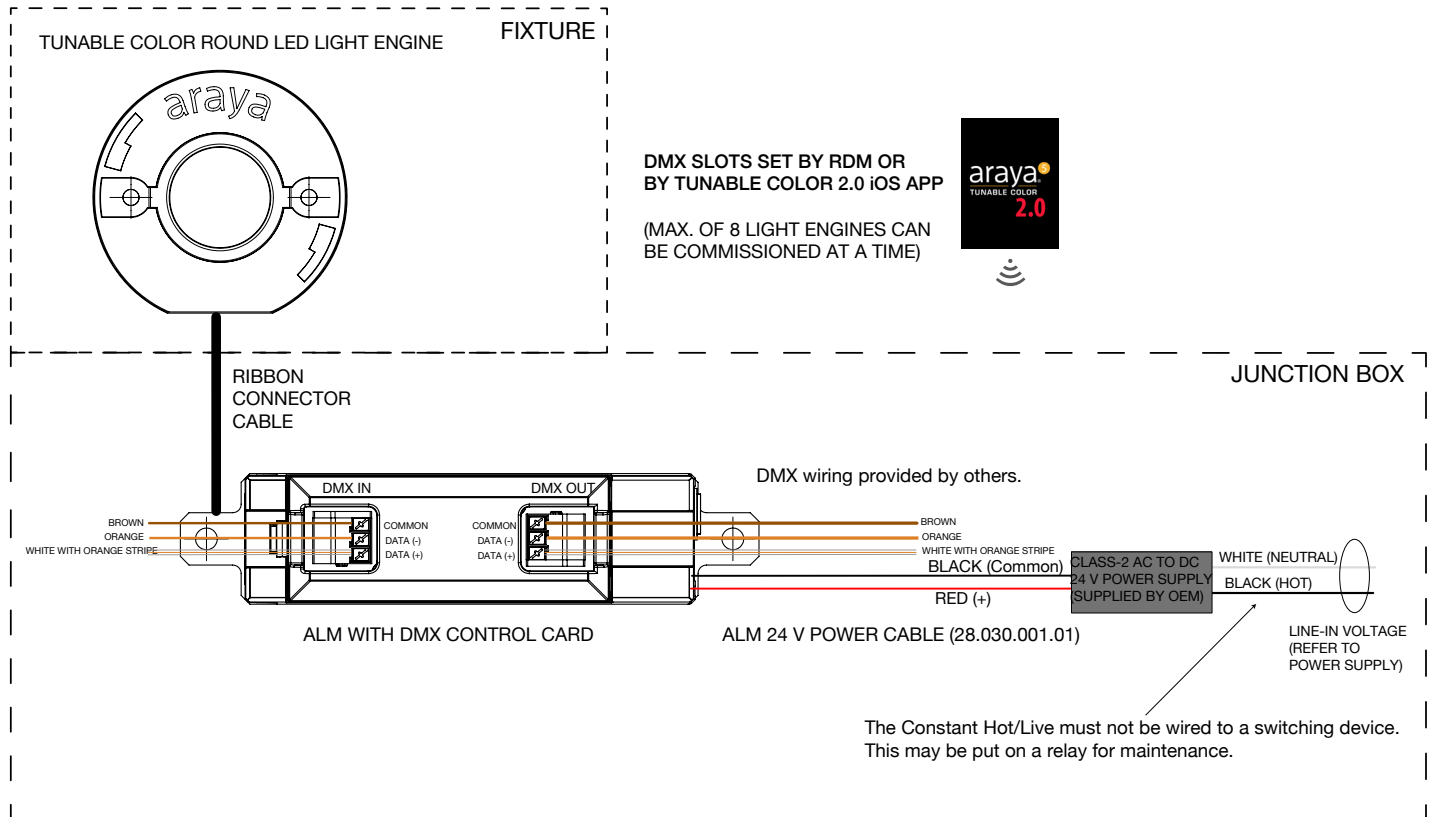 FIXTURE
TUNABLE COLOR ROUND LED LIGHT ENGINE
araya
DMX SLOTS SET BY RDM OR
BY TUNABLE COLOR 2.0 iOS APP
(MAX. OF 8 LIGHT ENGINES CAN
BE COMMISSIONED AT A TIME)
araya 5
TUNABLE COLOR
2.0
RIBBON
CONNECTOR
CABLE
JUNCTION BOX
DMX wiring provided by others.
DMX IN
DMX OUT
BROWN
ORANGE
WHITE WITH ORANGE STRIPE
COMMON
DATA (-)
DATA (+)
COMMON
DATA (-)
DATA (+)
BROWN
ORANGE
WHITE WITH ORANGE STRIPE
BLACK (Common)
RED (+)
CLASS-2 AC TO DC
24 V POWER SUPPLY
(SUPPLIED BY OEM)
WHITE (NEUTRAL)
BLACK (HOT)
LINE-IN VOLTAGE
(REFER TO
POWER SUPPLY)
ALM WITH DMX CONTROL CARD
ALM 24 V POWER CABLE (28.030.001.01)
The Constant Hot/Live must not be wired to a switching device.
This may be put on a relay for maintenance.